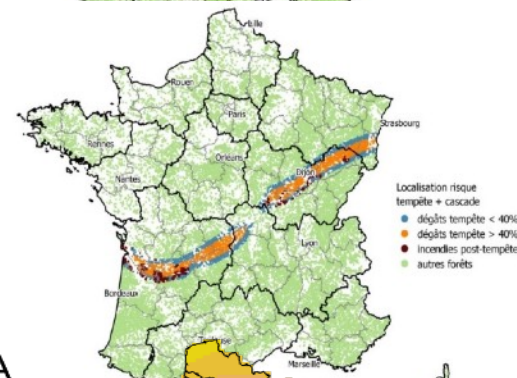 Lille
Rouen
Paris
Strasbourg
Rennes
Orléans
Nantes
Dijon
Localisation risque
tempête + cascade
dégâts tempête < 40%
dégâts tempête > 40%
incendies post-tempête
autres forêts
Lyon
Bordeaux
Marseille
A